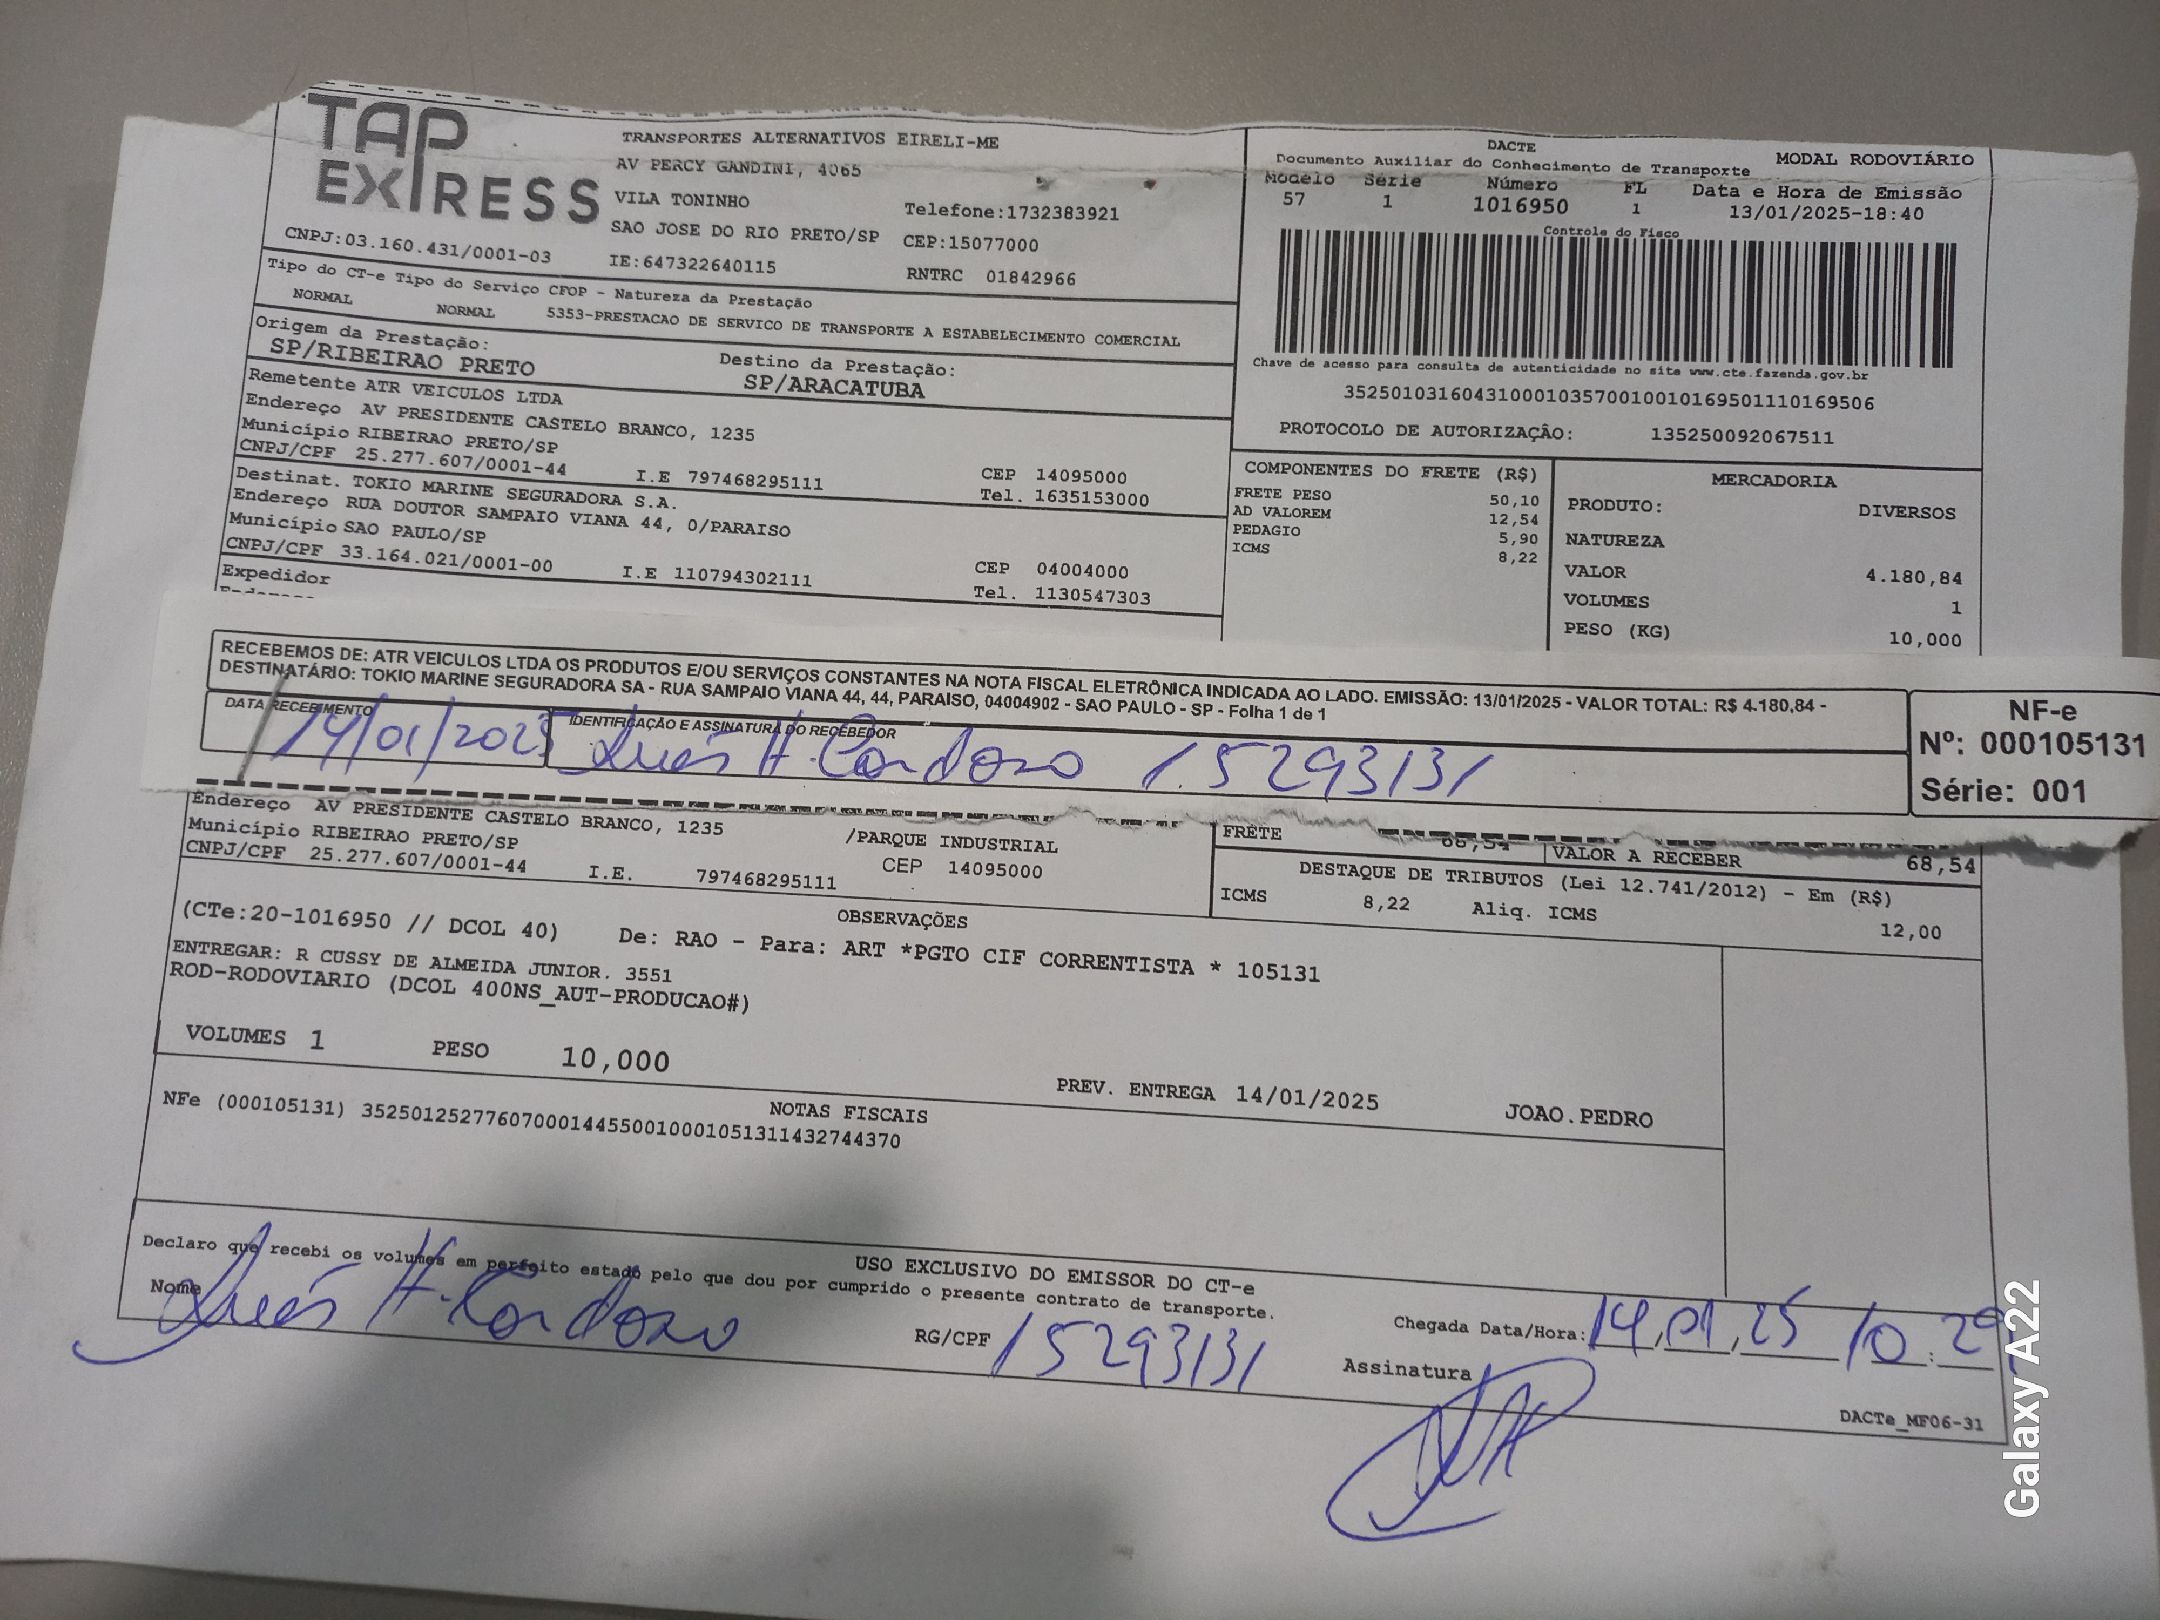 TAP
EXPRESS
TRANSPORTES ALTERNATIVOS EIRELI-ME
AV PERCY GANDINI, 4065
VILA TONINHO
Telefone:1732383921
SAO JOSE DO RIO PRETO/SP CEP:15077000
CNPJ:03.160.431/0001-03 IE:647322640115 RNTRC 01842966
DACTE
Documento Auxiliar do Conhecimento de Transporte
MODAL RODOVIÁRIO
Modelo Série Número FL Data e Hora de Emissão
57 1 1016950 1 13/01/2025-18:40
Controle do Fisco
Chave de acesso para consulta de autenticidade no site www.cte.fazenda.gov.br
35250103160431000103570010010169501110169506
PROTOCOLO DE AUTORIZAÇÃO: 135250092067511
Tipo do CT-e Tipo do Serviço CFOP - Natureza da Prestação
NORMAL NORMAL 5353-PRESTACAO DE SERVICO DE TRANSPORTE A ESTABELECIMENTO COMERCIAL
Origem da Prestação: Destino da Prestação:
SP/RIBEIRAO PRETO SP/ARACATUBA
Remetente ATR VEICULOS LTDA
Endereço AV PRESIDENTE CASTELO BRANCO, 1235
Município RIBEIRAO PRETO/SP CEP 14095000
CNPJ/CPF 25.277.607/0001-44 I.E 797468295111 Tel. 1635153000
Destinat. TOKIO MARINE SEGURADORA S.A.
Endereço RUA DOUTOR SAMPAIO VIANA 44, 0/PARAISO
Município SAO PAULO/SP CEP 04004000
CNPJ/CPF 33.164.021/0001-00 I.E 110794302111 Tel. 1130547303
Expedidor
COMPONENTES DO FRETE (R$)
FRETE PESO 50,10
AD VALOREM 12,54
PEDAGIO 5,90
ICMS 8,22
MERCADORIA
PRODUTO: DIVERSOS
NATUREZA
VALOR 4.180,84
VOLUMES 1
PESO (KG) 10,000
RECEBEMOS DE: ATR VEICULOS LTDA OS PRODUTOS E/OU SERVIÇOS CONSTANTES NA NOTA FISCAL ELETRÔNICA INDICADA AO LADO. EMISSÃO: 13/01/2025 - VALOR TOTAL: R$ 4.180,84 -
DESTINATÁRIO: TOKIO MARINE SEGURADORA SA - RUA SAMPAIO VIANA 44, 44, PARAISO, 04004902 - SAO PAULO - SP - Folha 1 de 1
DATA RECEBIMENTO IDENTIFICAÇÃO E ASSINATURA DO RECEBEDOR
14/01/2025 H. Cardozo 15293131
NF-e
Nº: 000105131
Série: 001
Endereço AV PRESIDENTE CASTELO BRANCO, 1235 /PARQUE INDUSTRIAL
Município RIBEIRAO PRETO/SP CEP 14095000
CNPJ/CPF 25.277.607/0001-44 I.E. 797468295111
FRETE 68,54 VALOR A RECEBER 68,54
DESTAQUE DE TRIBUTOS (Lei 12.741/2012) - Em (R$)
ICMS 8,22 Aliq. ICMS 12,00
OBSERVAÇÕES
(CTe:20-1016950 // DCOL 40) De: RAO - Para: ART *PGTO CIF CORRENTISTA * 105131
ENTREGAR: R CUSSY DE ALMEIDA JUNIOR. 3551
ROD-RODOVIARIO (DCOL 400NS_AUT-PRODUCAO#)
VOLUMES 1 PESO 10,000 PREV. ENTREGA 14/01/2025 JOAO.PEDRO
NOTAS FISCAIS
NFe (000105131) 35250125277607000144550010001051311432744370
USO EXCLUSIVO DO EMISSOR DO CT-e
Declaro que recebi os volumes em perfeito estado pelo que dou por cumprido o presente contrato de transporte.
Nome H. Cardozo RG/CPF 15293131 Chegada Data/Hora: 14,01,25 10:29
Assinatura
DACTe_MF06-31
Galaxy A22